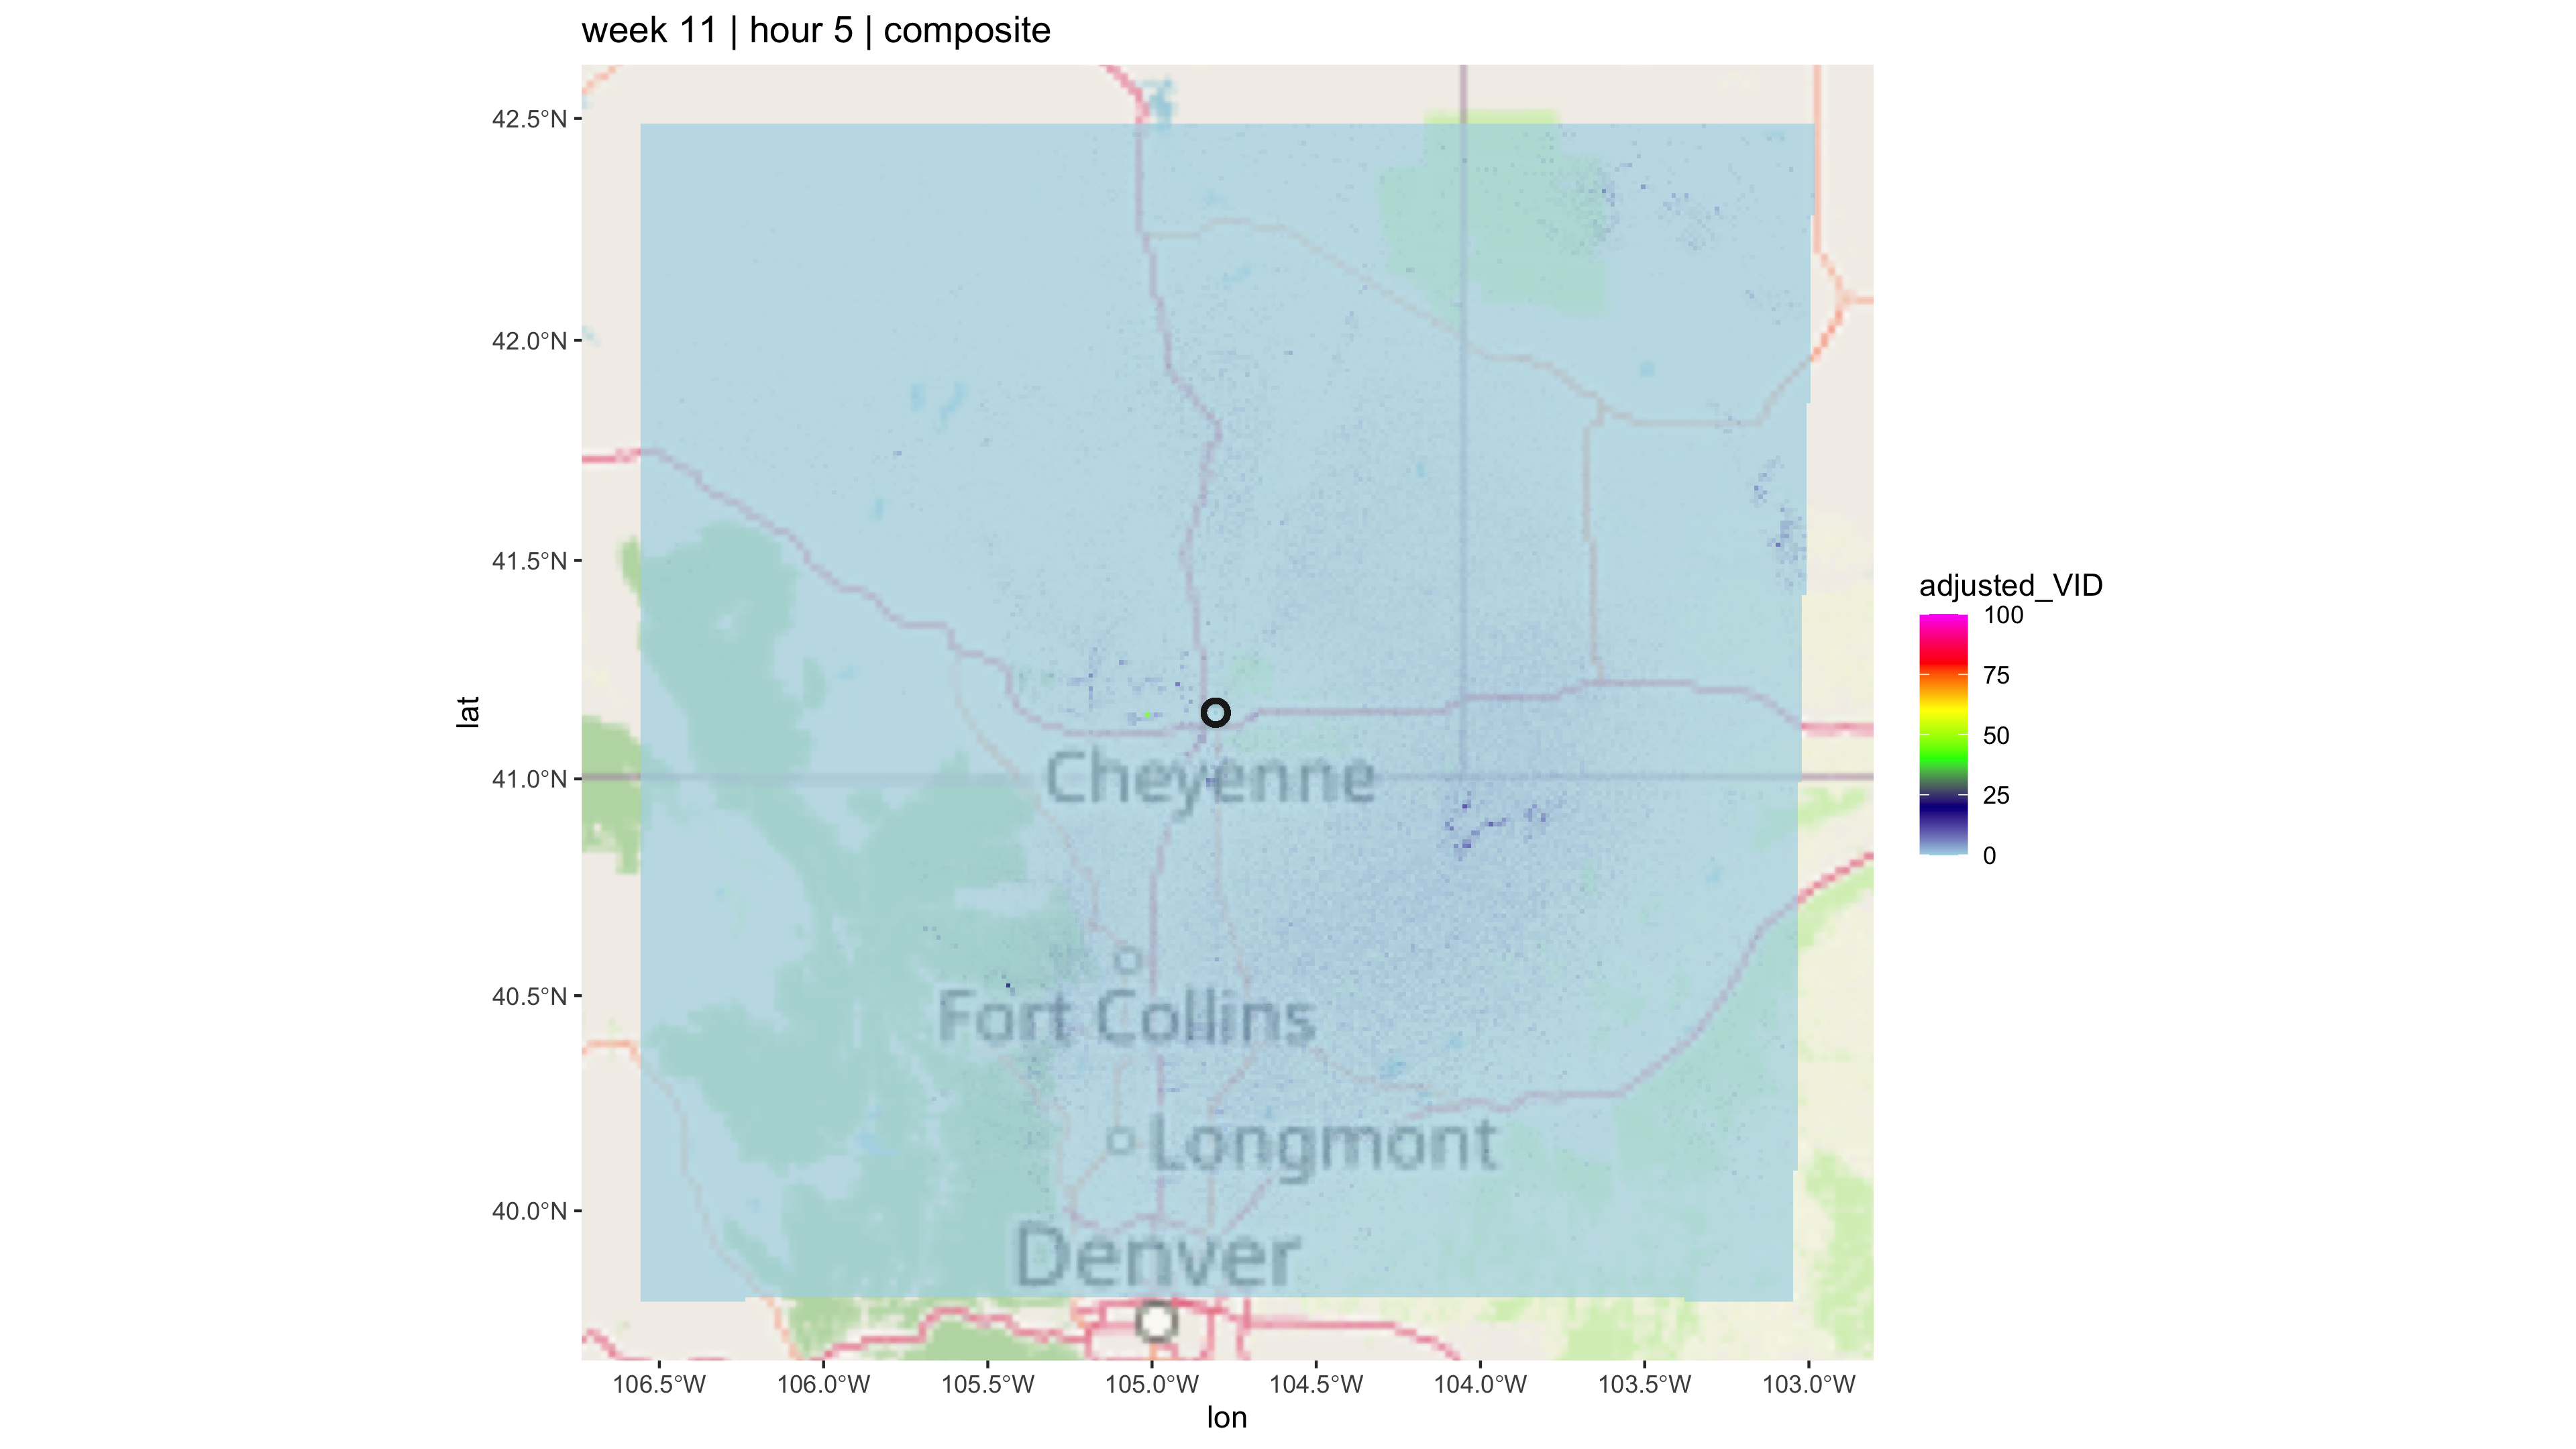 week 11 | hour 5 | composite
42.5°N
42.0°N
41.5°N
41.0°N
40.5°N
40.0°N
lat
Cheyenne
Fort Collins
Longmont
Denver
106.5°W
106.0°W
105.5°W
105.0°W
104.5°W
104.0°W
103.5°W
103.0°W
lon
adjusted_VID
100
75
50
25
0